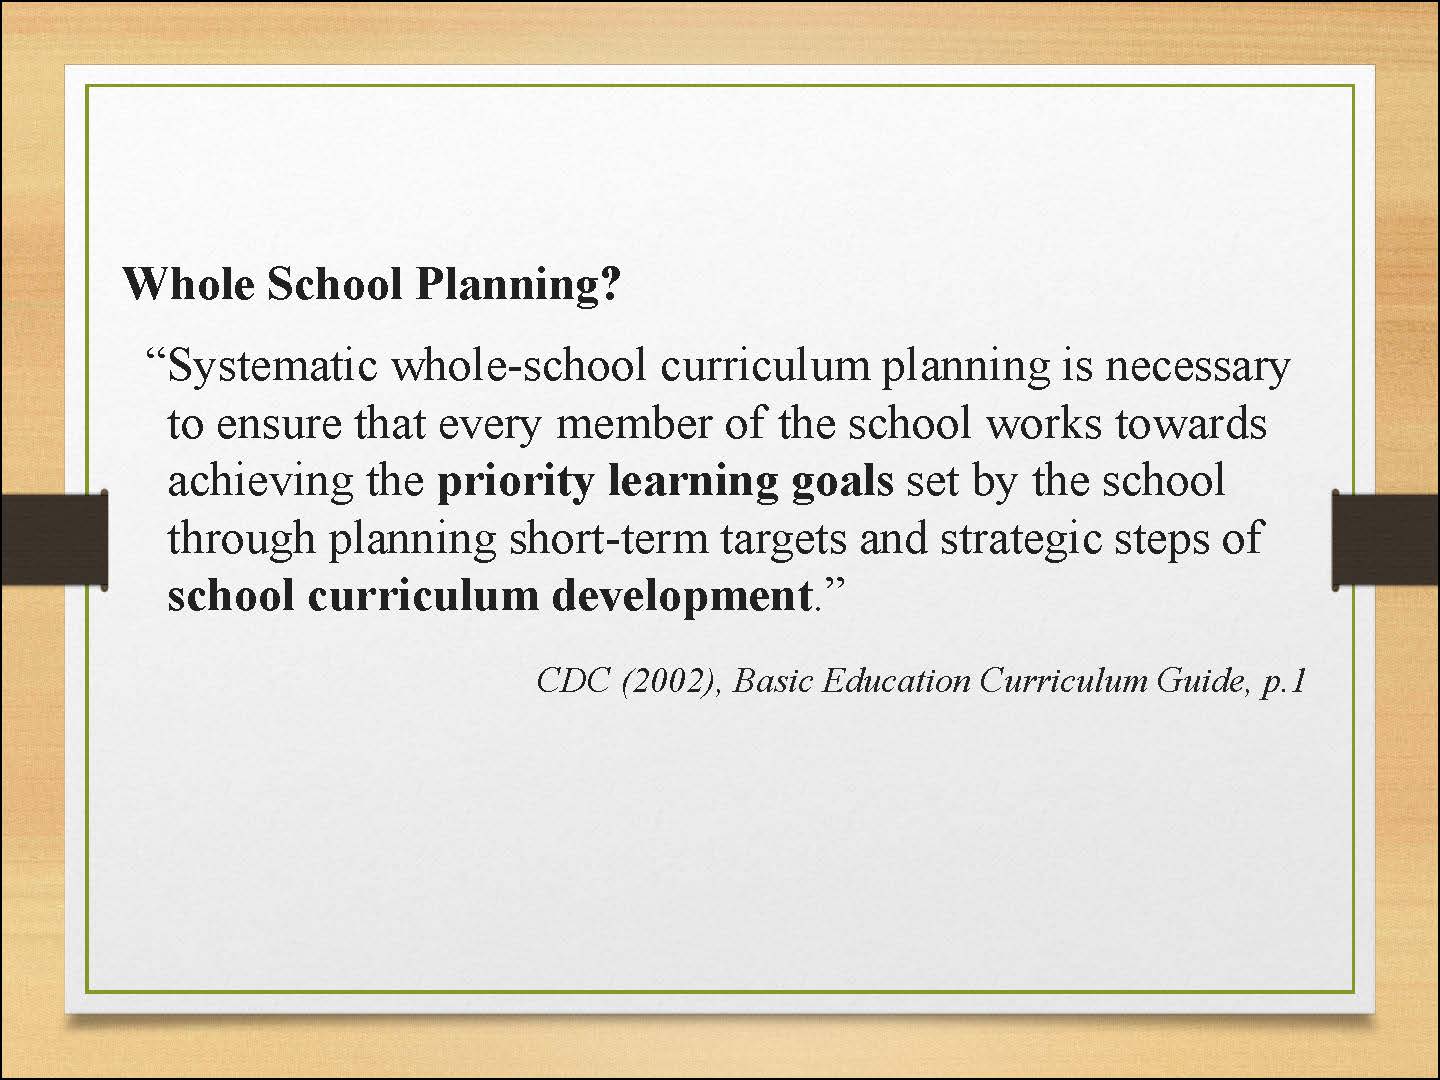 Whole School Planning?
“Systematic whole-school curriculum planning is necessary
to ensure that every member of the school works towards
achieving the priority learning goals set by the school
through planning short-term targets and strategic steps of
school curriculum development.”
CDC (2002), Basic Education Curriculum Guide, p.1